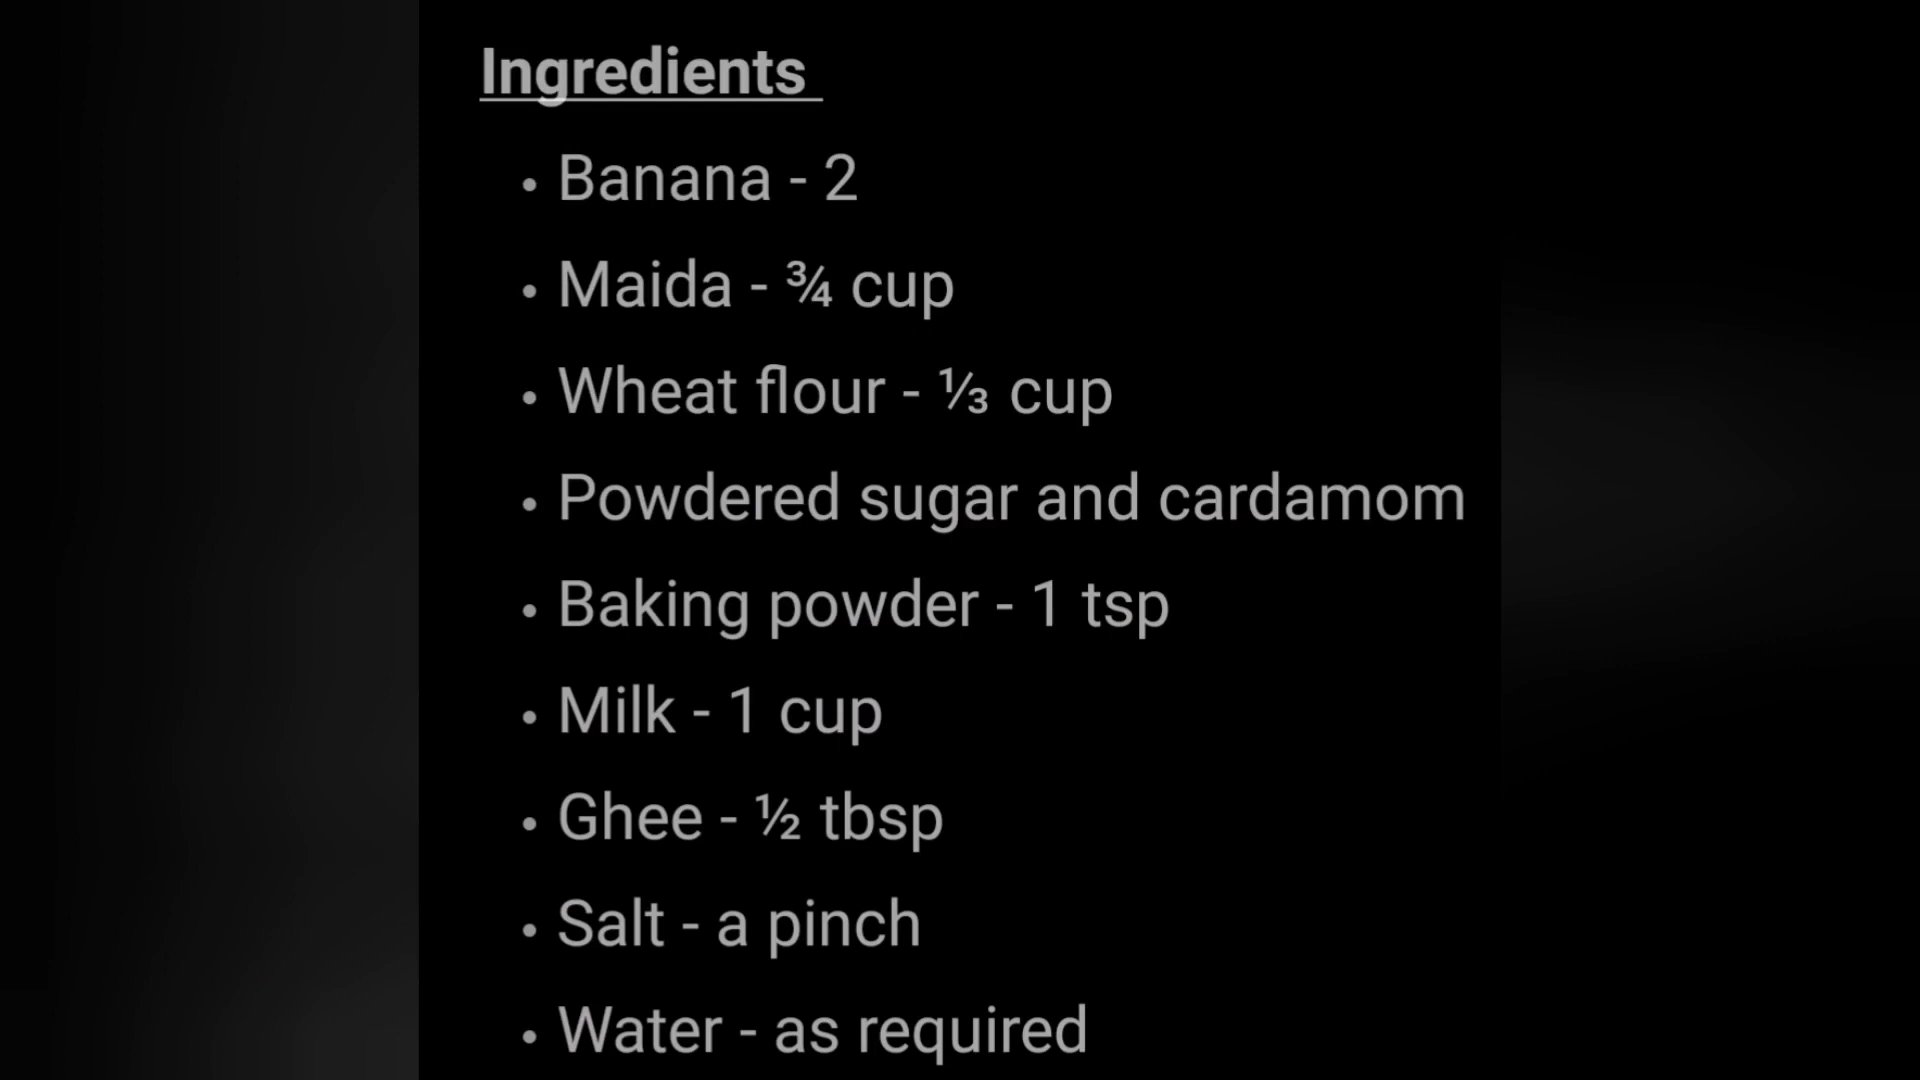 Ingredients
• Banana - 2
• Maida - ¾ cup
• Wheat flour - ⅓ cup
• Powdered sugar and cardamom
• Baking powder - 1 tsp
• Milk - 1 cup
• Ghee - ½ tbsp
• Salt - a pinch
• Water - as required